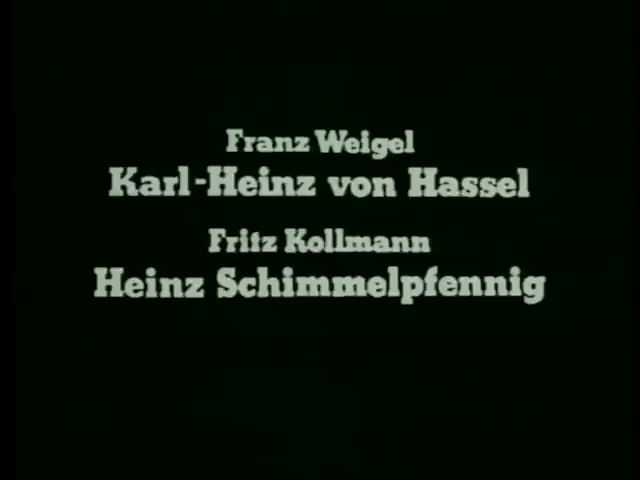 Franz Weigel
Karl-Heinz von Hassel
Fritz Kollmann
Heinz Schimmelpfennig